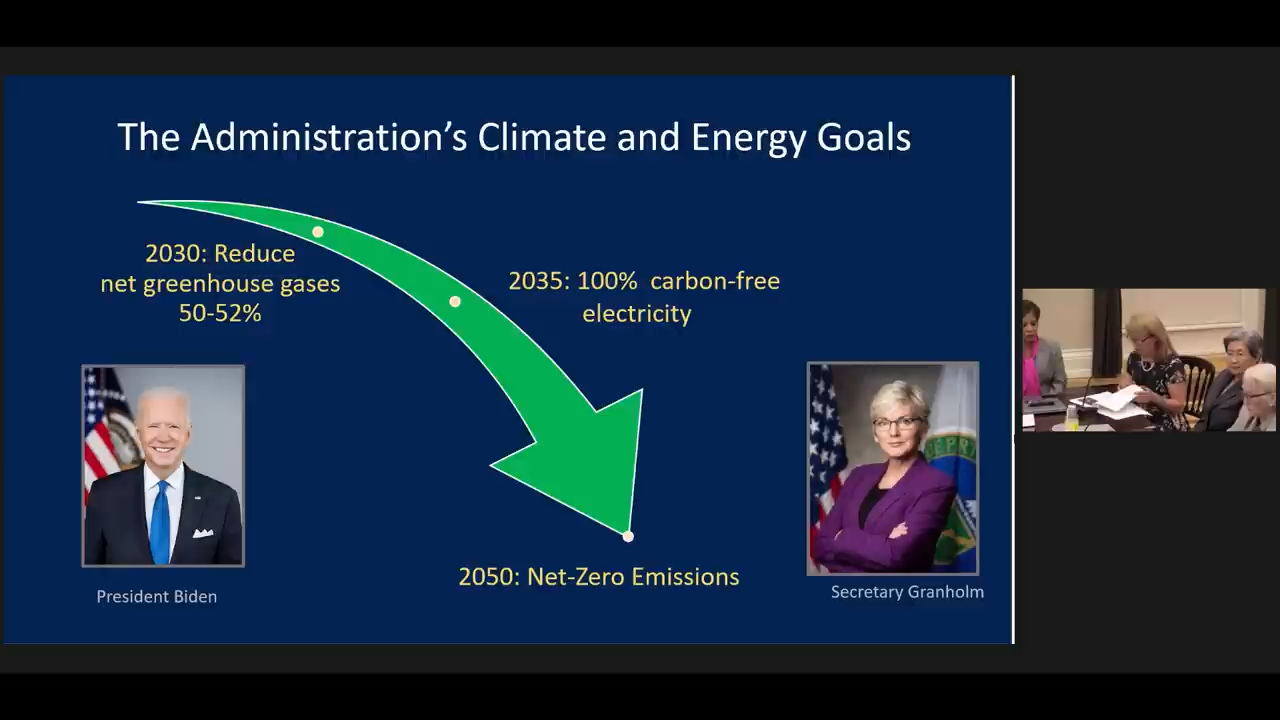 The Administration’s Climate and Energy Goals
2030: Reduce
net greenhouse gases
50-52%
2035: 100%  carbon-free
electricity
2050: Net-Zero Emissions
President Biden
Secretary Granholm